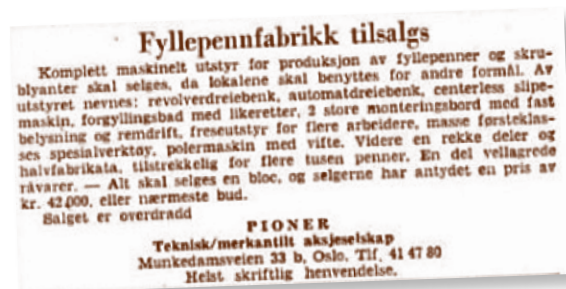 Fyllepennfabrikk tilsalgs
Komplett maskinelt utstyr for produksjon av fyllepenner og skru-
blyanter skal selges, da lokalene skal benyttes for andre formål. Av
utstyret nevnes: revolverdreiebenk, automatdreiebenk, centerless slipe-
maskin, forgyllingsbad med likeretter, 2 store monteringsbord med fast
belysning og remdrift, freseutstyr for flere arbeidere, masse førsteklas-
ses spesialverktøy, polermaskin med vifte. Videre en rekke deler og
halvfabrikata, tilstrekkelig for flere tusen penner. En del vellagrede
råvarer. — Alt skal selges en bloc, og selgerne har antydet en pris av
kr. 42.000, eller nærmeste bud.
Salget er overdradd
PIONER
Teknisk/merkantilt aksjeselskap
Munkedamsveien 33 b, Oslo. Tlf. 41 47 80
Helst skriftlig henvendelse.